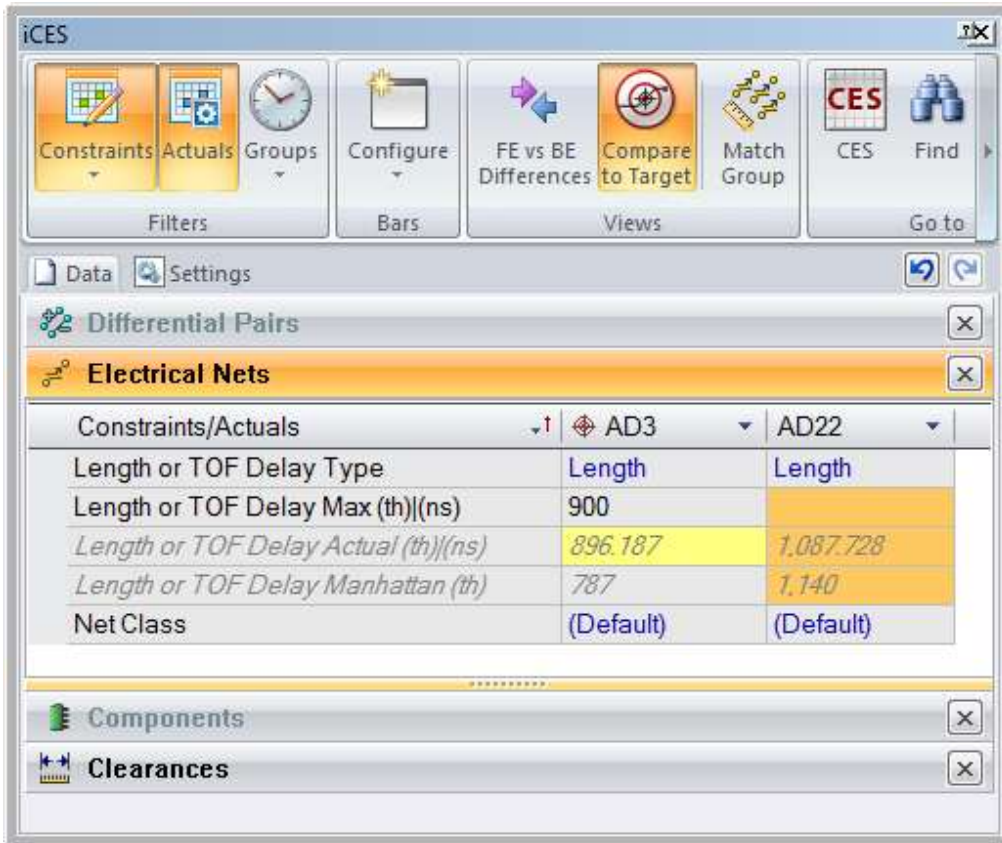 iCES
Constraints Actuals Groups Configure FE vs BE Differences Compare to Target Match Group CES CES Find
Filters Bars Views Go to
Data Settings
Differential Pairs
Electrical Nets
Constraints/Actuals AD3 AD22
Length or TOF Delay Type Length Length
Length or TOF Delay Max (th)|(ns) 900
Length or TOF Delay Actual (th)|(ns) 896.187 1,087.728
Length or TOF Delay Manhattan (th) 787 1,140
Net Class (Default) (Default)
Components
Clearances